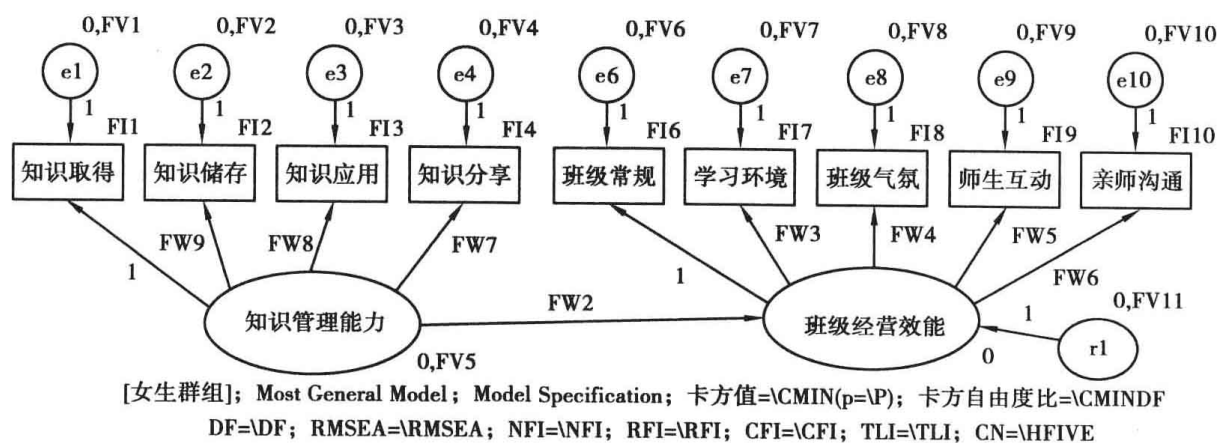 0,FV1 0,FV2 0,FV3 0,FV4 0,FV6 0,FV7 0,FV8 0,FV9 0,FV10
e1 e2 e3 e4 e6 e7 e8 e9 e10
1 1 1 1 1 1 1 1 1
FI1 FI2 FI3 FI4 FI6 FI7 FI8 FI9 FI10
知识取得 知识储存 知识应用 知识分享 班级常规 学习环境 班级气氛 师生互动 亲师沟通
1 FW9 FW8 FW7 1 FW3 FW4 FW5 FW6
FW2 0,FV11
知识管理能力 班级经营效能 1 r1
0,FV5 0
[女生群组]; Most General Model; Model Specification; 卡方值=\CMIN(p=\P); 卡方自由度比=\CMINDF
DF=\DF; RMSEA=\RMSEA; NFI=\NFI; RFI=\RFI; CFI=\CFI; TLI=\TLI; CN=\HFIVE